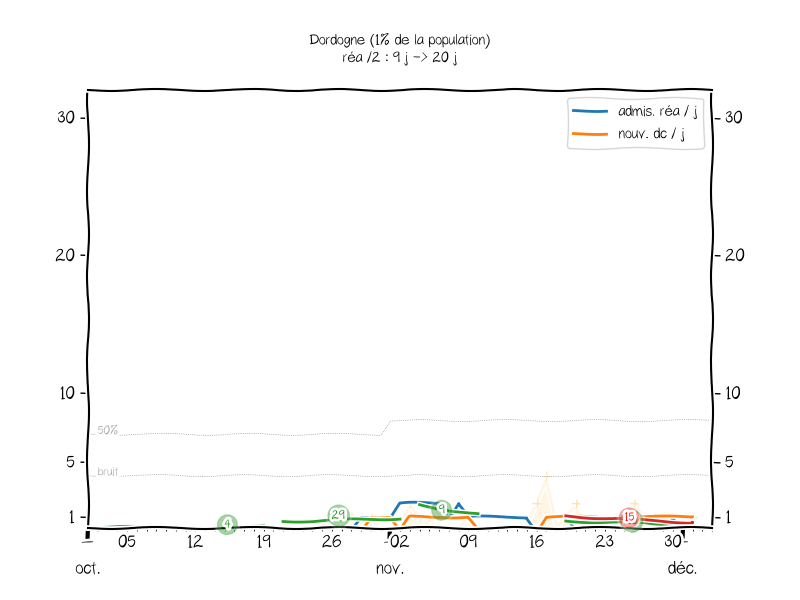 Dordogne (1% de la population)
réa /2 : 9 j -> 20 j
admis. réa / j
nouv. dc / j
30 30
20 20
10 10
50%
5 5
bruit
1 1
4 29 9 15
05 12 19 26 02 09 16 23 30
oct. nov. déc.